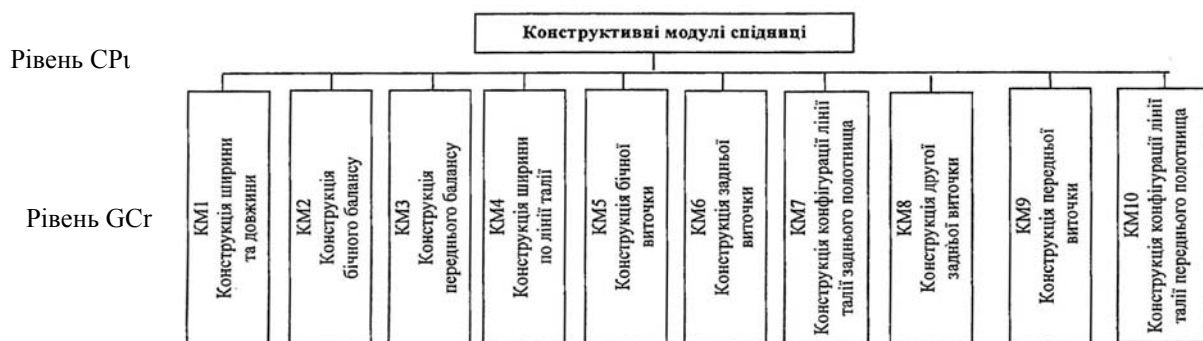 Конструктивні модулі спідниці
Рівень CPt
Рівень GCr
КМ1
Конструкція ширини
та довжини
КМ2
Конструкція
бічного балансу
КМ3
Конструкція
переднього балансу
КМ4
Конструкція ширини
по лінії талії
КМ5
Конструкція бічної
виточки
КМ6
Конструкція задньої
виточки
КМ7
Конструкція конфігурації лінії
талії заднього полотнища
КМ8
Конструкція другої
задньої виточки
КМ9
Конструкція передньої
виточки
КМ10
Конструкція конфігурації лінії
талії переднього полотнища